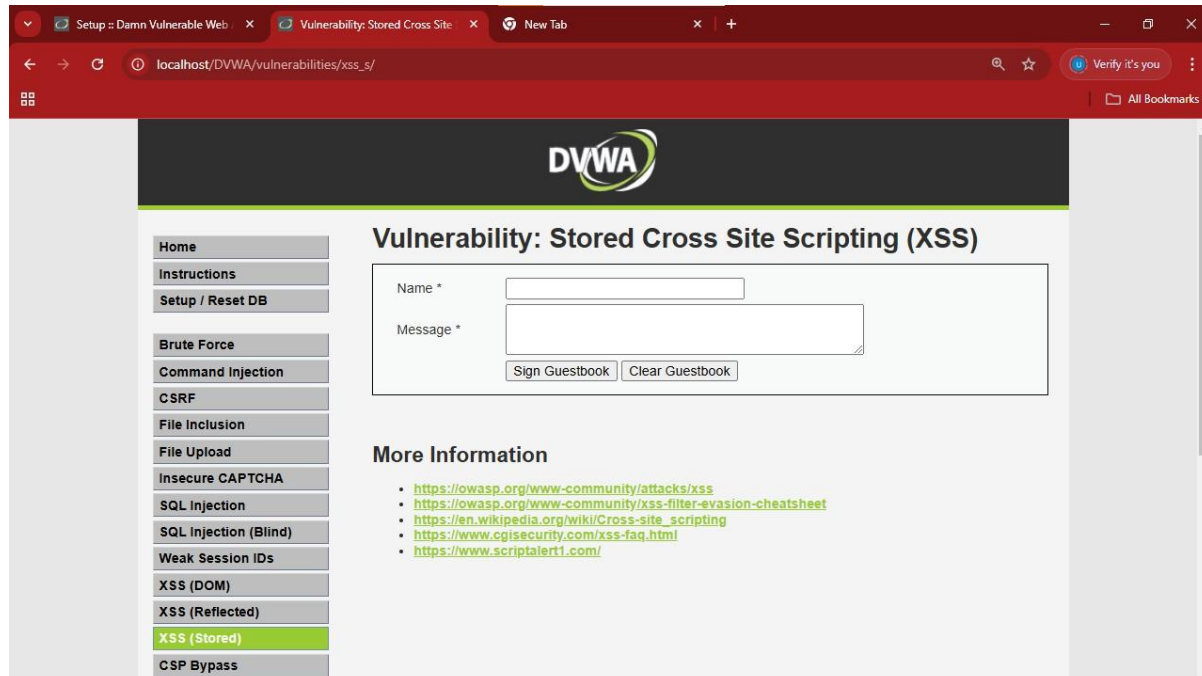 Setup :: Damn Vulnerable Web
Vulnerability: Stored Cross Site
New Tab
localhost/DVWA/vulnerabilities/xss_s/
Verify it's you
All Bookmarks
DVWA
Home
Instructions
Setup / Reset DB
Brute Force
Command Injection
CSRF
File Inclusion
File Upload
Insecure CAPTCHA
SQL Injection
SQL Injection (Blind)
Weak Session IDs
XSS (DOM)
XSS (Reflected)
XSS (Stored)
CSP Bypass
Vulnerability: Stored Cross Site Scripting (XSS)
Name *
Message *
Sign Guestbook Clear Guestbook
More Information
https://owasp.org/www-community/attacks/xss
https://owasp.org/www-community/xss-filter-evasion-cheatsheet
https://en.wikipedia.org/wiki/Cross-site_scripting
https://www.cgisecurity.com/xss-faq.html
https://www.scriptalert1.com/